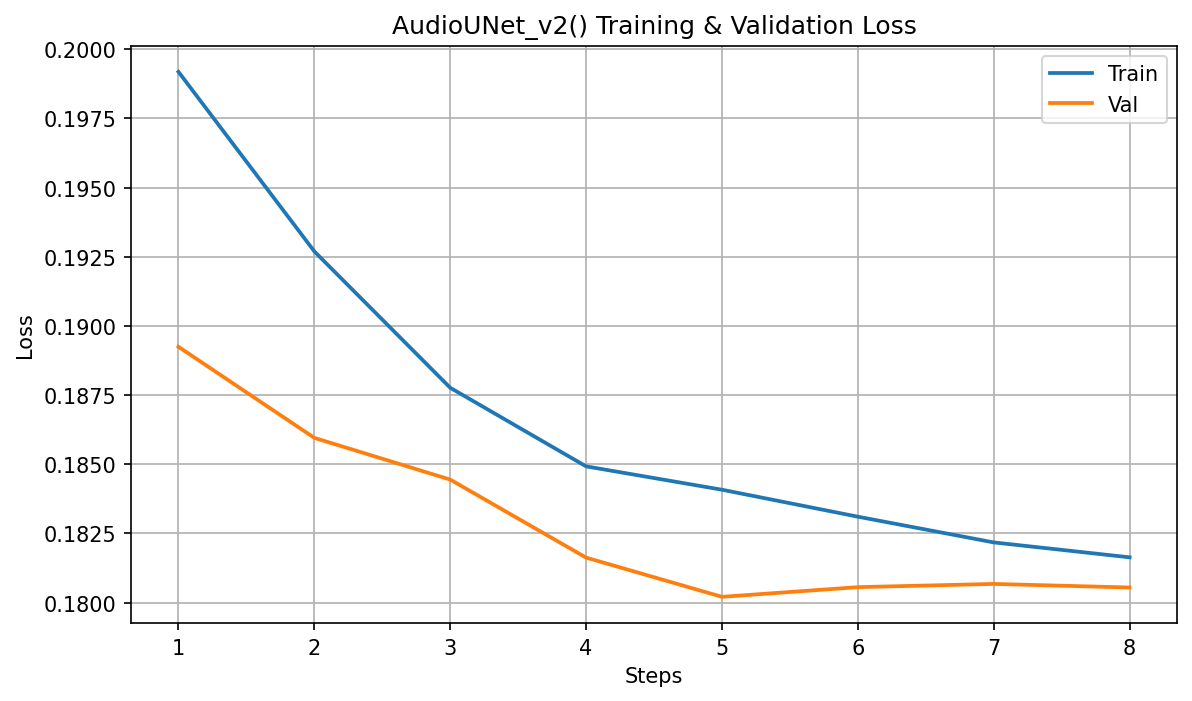 AudioUNet_v2() Training & Validation Loss
0.2000
0.1975
0.1950
0.1925
0.1900
0.1875
0.1850
0.1825
0.1800
Loss
Train
Val
1 2 3 4 5 6 7 8
Steps